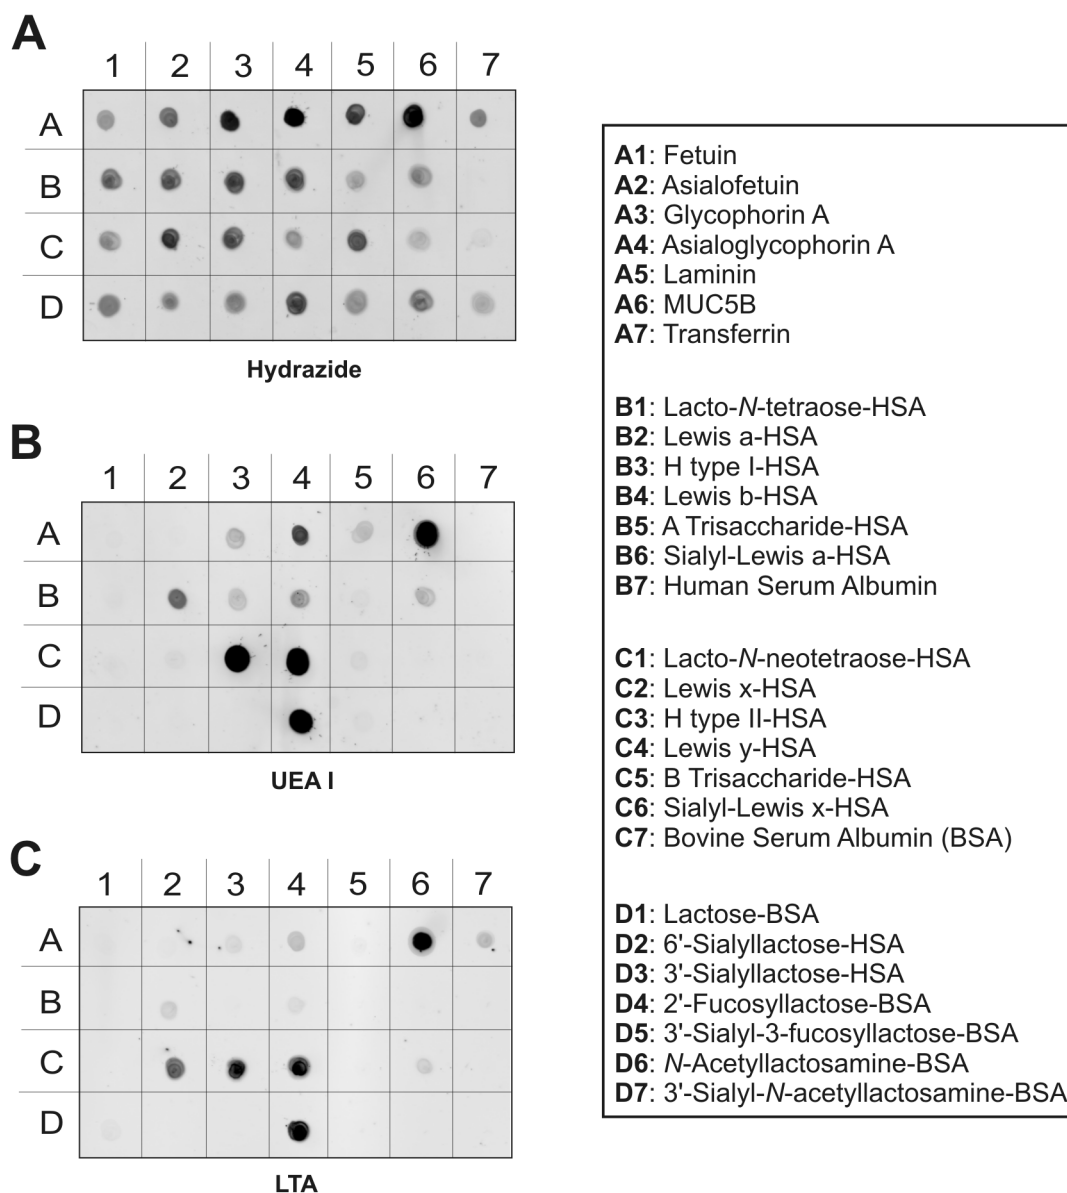 A
1 2 3 4 5 6 7
A
B
C
D
Hydrazide
B
1 2 3 4 5 6 7
A
B
C
D
UEA I
C
1 2 3 4 5 6 7
A
B
C
D
LTA
A1: Fetuin
A2: Asialofetuin
A3: Glycophorin A
A4: Asialoglycophorin A
A5: Laminin
A6: MUC5B
A7: Transferrin
B1: Lacto-N-tetraose-HSA
B2: Lewis a-HSA
B3: H type I-HSA
B4: Lewis b-HSA
B5: A Trisaccharide-HSA
B6: Sialyl-Lewis a-HSA
B7: Human Serum Albumin
C1: Lacto-N-neotetraose-HSA
C2: Lewis x-HSA
C3: H type II-HSA
C4: Lewis y-HSA
C5: B Trisaccharide-HSA
C6: Sialyl-Lewis x-HSA
C7: Bovine Serum Albumin (BSA)
D1: Lactose-BSA
D2: 6'-Sialyllactose-HSA
D3: 3'-Sialyllactose-HSA
D4: 2'-Fucosyllactose-BSA
D5: 3'-Sialyl-3-fucosyllactose-BSA
D6: N-Acetyllactosamine-BSA
D7: 3'-Sialyl-N-acetyllactosamine-BSA